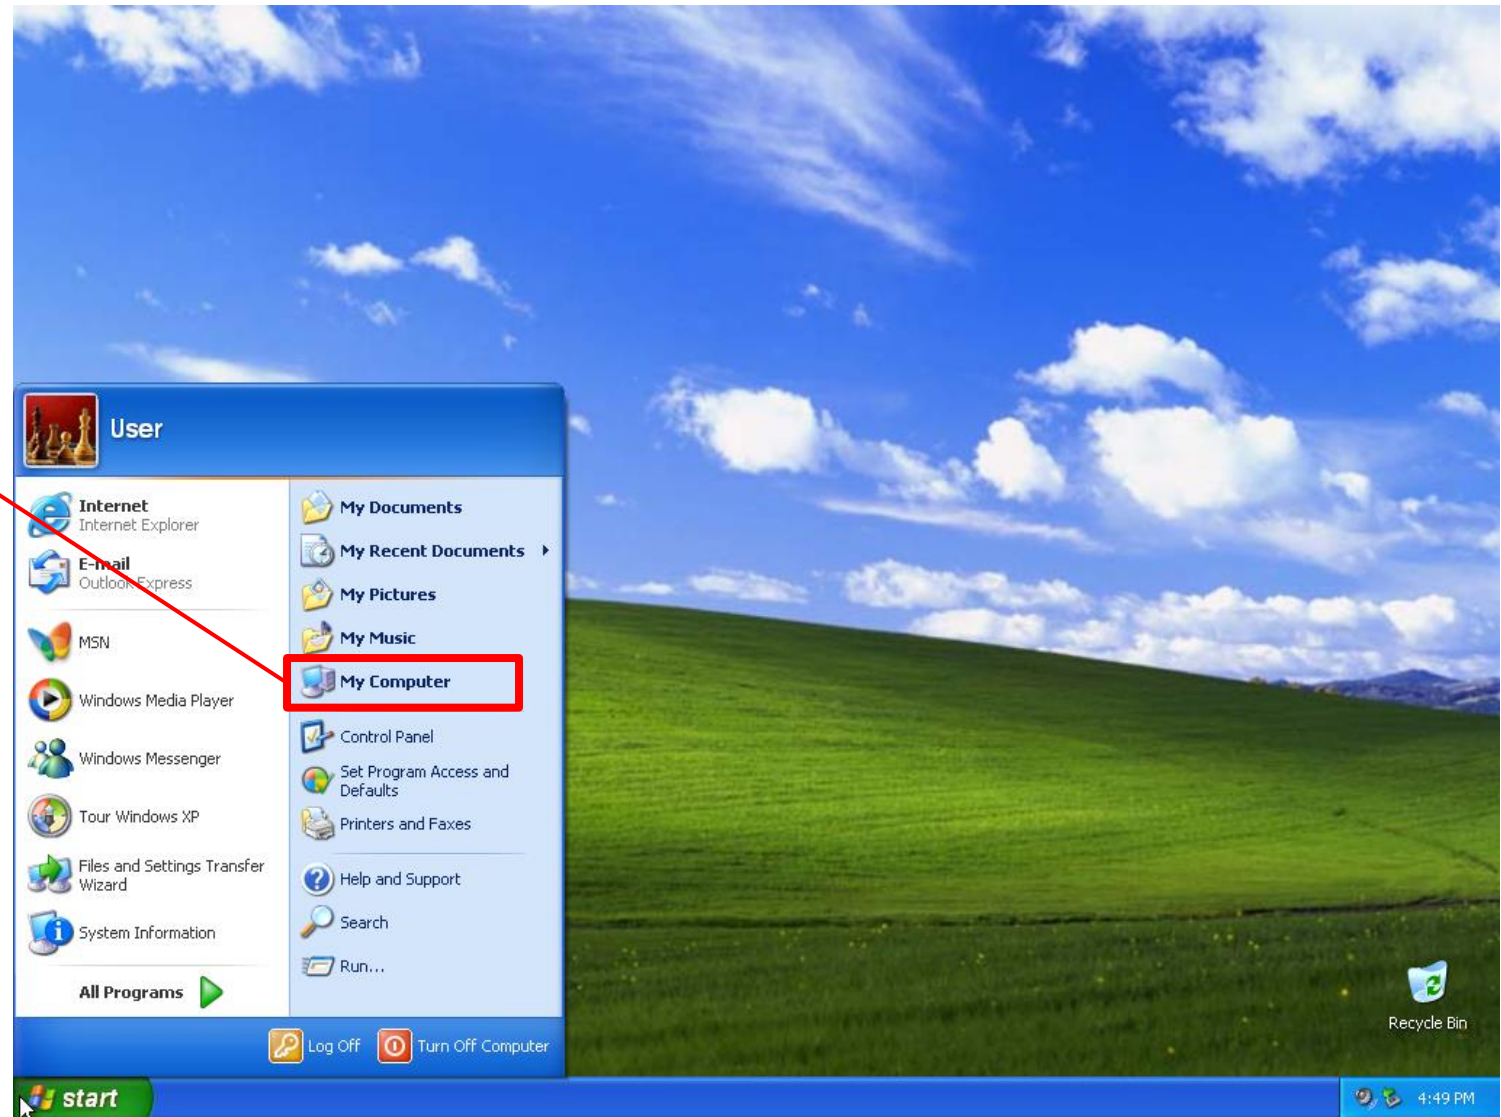 User
Internet
Internet Explorer
E-mail
Outlook Express
MSN
Windows Media Player
Windows Messenger
Tour Windows XP
Files and Settings Transfer
Wizard
System Information
All Programs
My Documents
My Recent Documents
My Pictures
My Music
My Computer
Control Panel
Set Program Access and
Defaults
Printers and Faxes
Help and Support
Search
Run...
Log Off
Turn Off Computer
Recycle Bin
start
4:49 PM